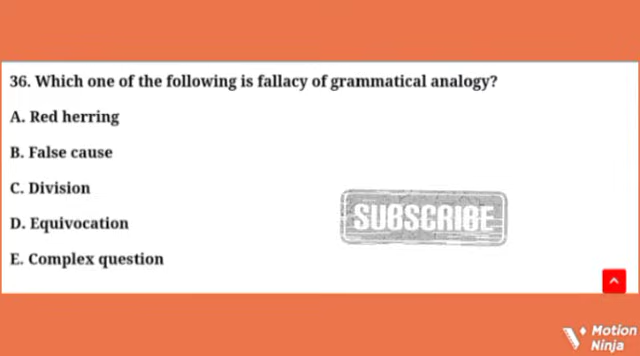 36. Which one of the following is fallacy of grammatical analogy?
A. Red herring
B. False cause
C. Division
D. Equivocation
E. Complex question
SUBSCRIBE
Motion
Ninja